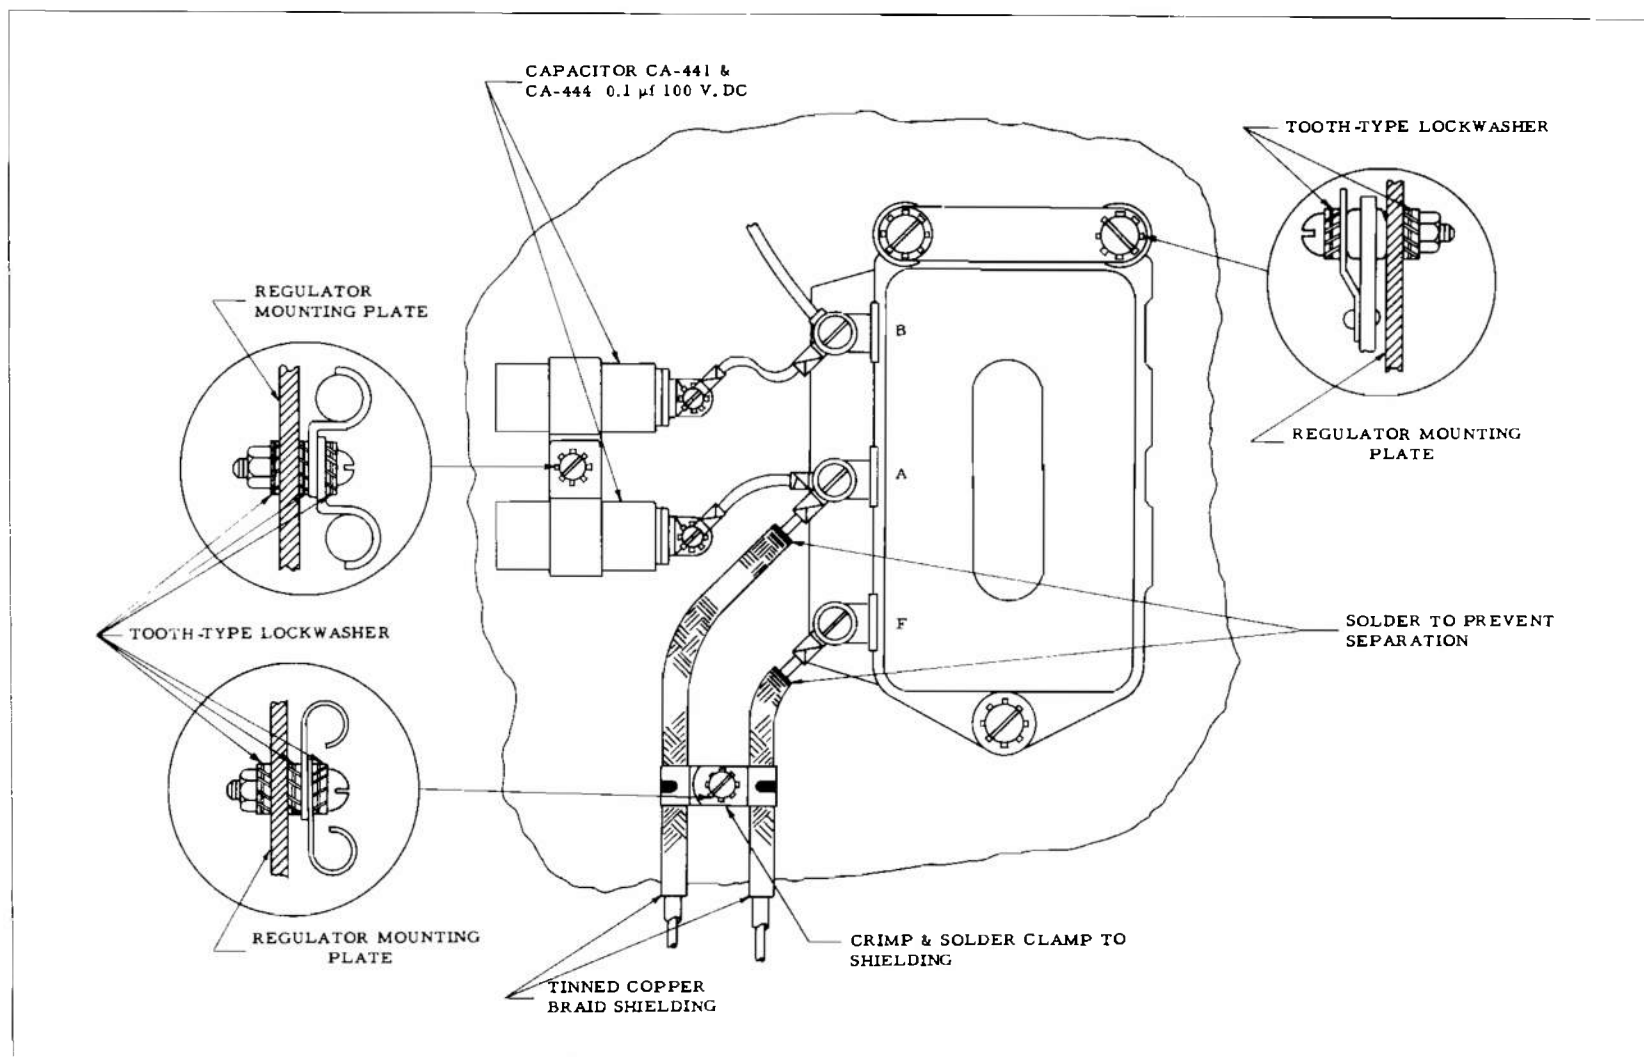 CAPACITOR CA-441 &
CA-444 0.1 µf 100 V. DC
TOOTH-TYPE LOCKWASHER
REGULATOR
MOUNTING PLATE
B
REGULATOR MOUNTING
PLATE
A
F
SOLDER TO PREVENT
SEPARATION
TOOTH-TYPE LOCKWASHER
REGULATOR MOUNTING
PLATE
CRIMP & SOLDER CLAMP TO
SHIELDING
TINNED COPPER
BRAID SHIELDING